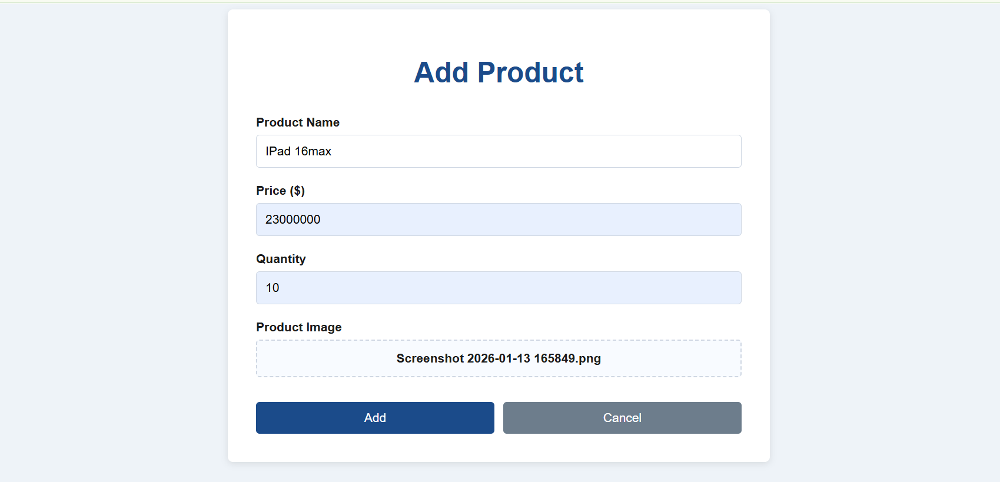 Add Product
Product Name
IPad 16max
Price ($)
23000000
Quantity
10
Product Image
Screenshot 2026-01-13 165849.png
Add
Cancel